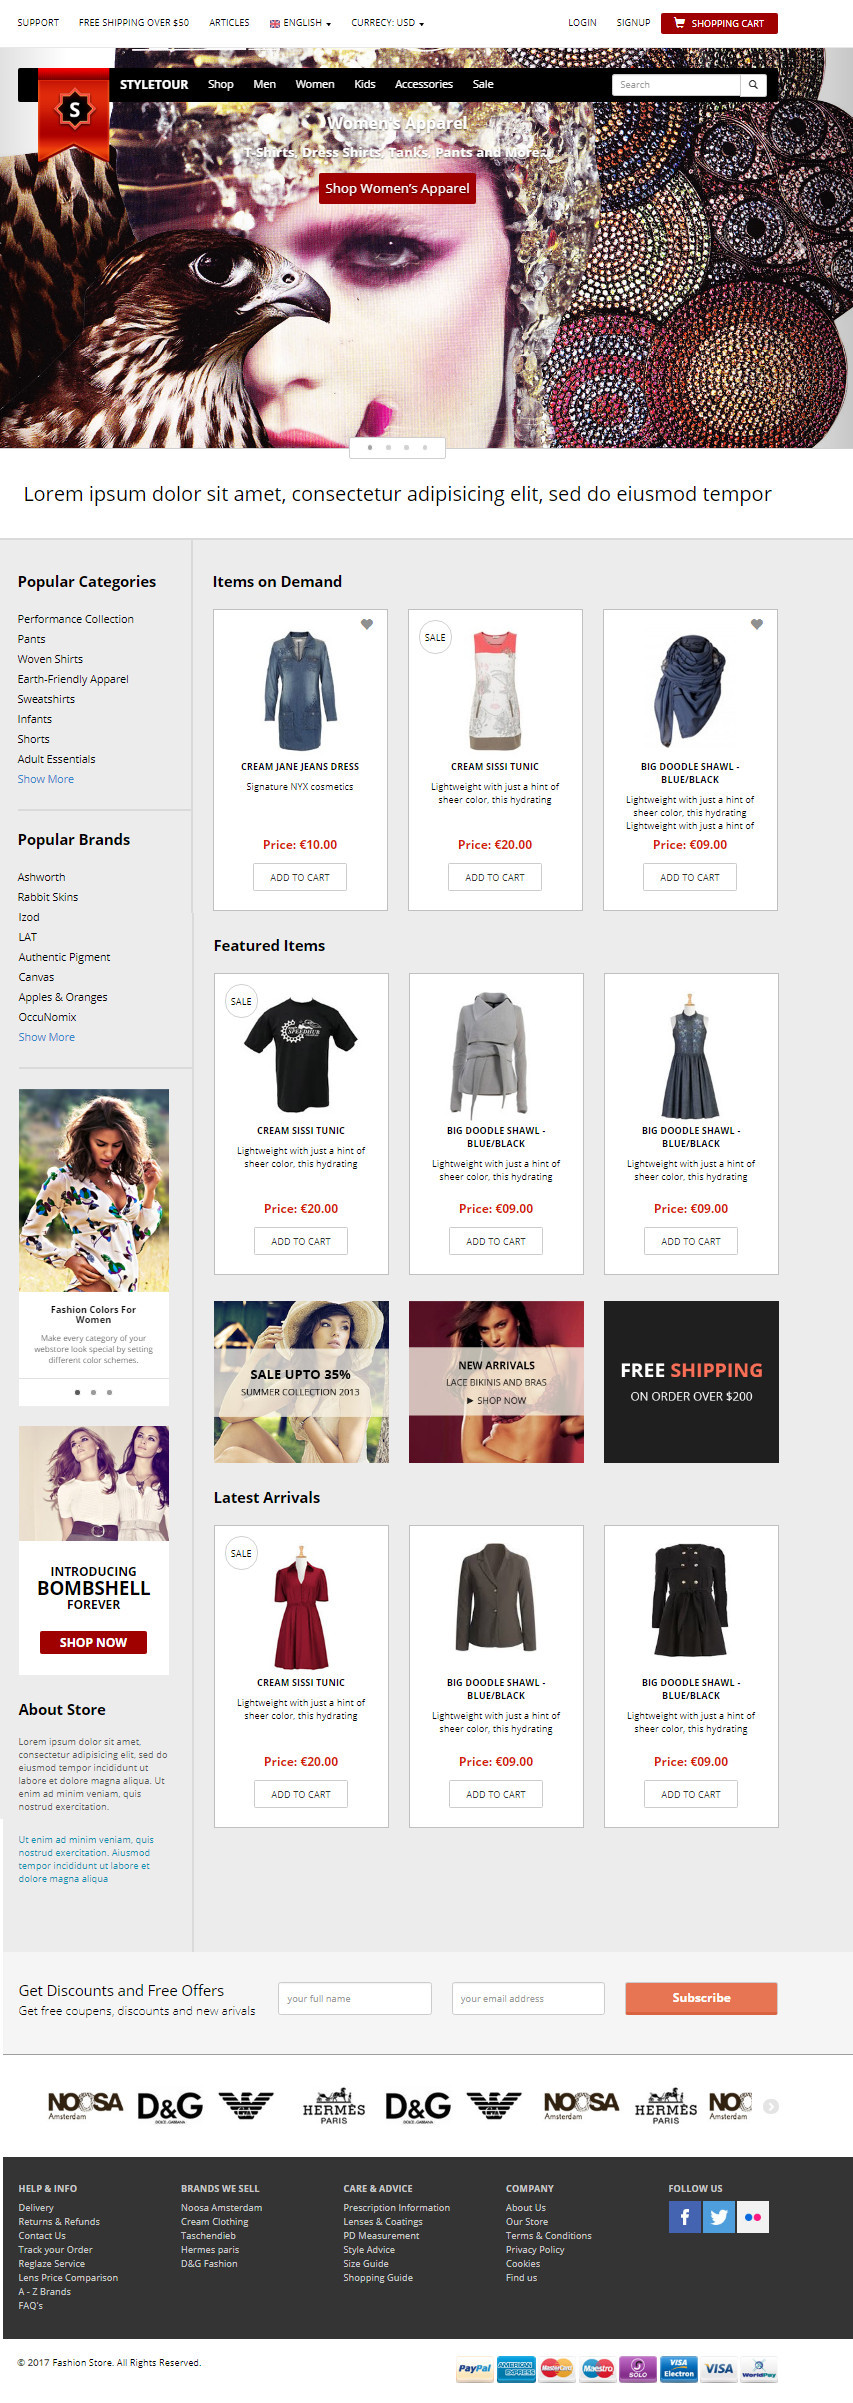 SUPPORT FREE SHIPPING OVER $50 ARTICLES ENGLISH CURRECY: USD LOGIN SIGNUP SHOPPING CART
S STYLETOUR Shop Men Women Kids Accessories Sale Search
Women's Apparel
T-Shirts, Dress Shirts, Tanks, Pants and More..
Shop Women's Apparel
Lorem ipsum dolor sit amet, consectetur adipisicing elit, sed do eiusmod tempor
Popular Categories
Performance Collection
Pants
Woven Shirts
Earth-Friendly Apparel
Sweatshirts
Infants
Shorts
Adult Essentials
Show More
Popular Brands
Ashworth
Rabbit Skins
Izod
LAT
Authentic Pigment
Canvas
Apples & Oranges
OccuNomix
Show More
Fashion Colors For
Women
Make every category of your
webstore look special by setting
different color schemes.
INTRODUCING
BOMBSHELL
FOREVER
SHOP NOW
About Store
Lorem ipsum dolor sit amet,
consectetur adipisicing elit, sed do
eiusmod tempor incididunt ut
labore et dolore magna aliqua. Ut
enim ad minim veniam, quis
nostrud exercitation.
Ut enim ad minim veniam, quis
nostrud exercitation. Aiusmod
tempor incididunt ut labore et
dolore magna aliqua
Items on Demand
CREAM JANE JEANS DRESS
Signature NYX cosmetics
Price: €10.00
ADD TO CART
SALE
CREAM SISSI TUNIC
Lightweight with just a hint of
sheer color, this hydrating
Price: €20.00
ADD TO CART
BIG DOODLE SHAWL -
BLUE/BLACK
Lightweight with just a hint of
sheer color, this hydrating
Lightweight with just a hint of
Price: €09.00
ADD TO CART
Featured Items
SALE
SPEEDHUB
CREAM SISSI TUNIC
Lightweight with just a hint of
sheer color, this hydrating
Price: €20.00
ADD TO CART
BIG DOODLE SHAWL -
BLUE/BLACK
Lightweight with just a hint of
sheer color, this hydrating
Price: €09.00
ADD TO CART
BIG DOODLE SHAWL -
BLUE/BLACK
Lightweight with just a hint of
sheer color, this hydrating
Price: €09.00
ADD TO CART
SALE UPTO 35%
SUMMER COLLECTION 2013
NEW ARRIVALS
LACE BIKINIS AND BRAS
SHOP NOW
FREE SHIPPING
ON ORDER OVER $200
Latest Arrivals
SALE
CREAM SISSI TUNIC
Lightweight with just a hint of
sheer color, this hydrating
Price: €20.00
ADD TO CART
BIG DOODLE SHAWL -
BLUE/BLACK
Lightweight with just a hint of
sheer color, this hydrating
Price: €09.00
ADD TO CART
BIG DOODLE SHAWL -
BLUE/BLACK
Lightweight with just a hint of
sheer color, this hydrating
Price: €09.00
ADD TO CART
Get Discounts and Free Offers
Get free coupens, discounts and new arivals
your full name your email address Subscribe
NOOSA
Amsterdam
D&G
DOLCE & GABBANA
HERMÈS
PARIS
D&G
DOLCE & GABBANA
NOOSA
Amsterdam
HERMÈS
PARIS
NOO
Amsterdam
HELP & INFO
Delivery
Returns & Refunds
Contact Us
Track your Order
Reglaze Service
Lens Price Comparison
A - Z Brands
FAQ's
BRANDS WE SELL
Noosa Amsterdam
Cream Clothing
Taschendieb
Hermes paris
D&G Fashion
CARE & ADVICE
Prescription Information
Lenses & Coatings
PD Measurement
Style Advice
Size Guide
Shopping Guide
COMPANY
About Us
Our Store
Terms & Conditions
Privacy Policy
Cookies
Find us
FOLLOW US
f
© 2017 Fashion Store. All Rights Reserved.
PayPal AMERICAN EXPRESS MasterCard Maestro SOLO VISA Electron VISA WorldPay